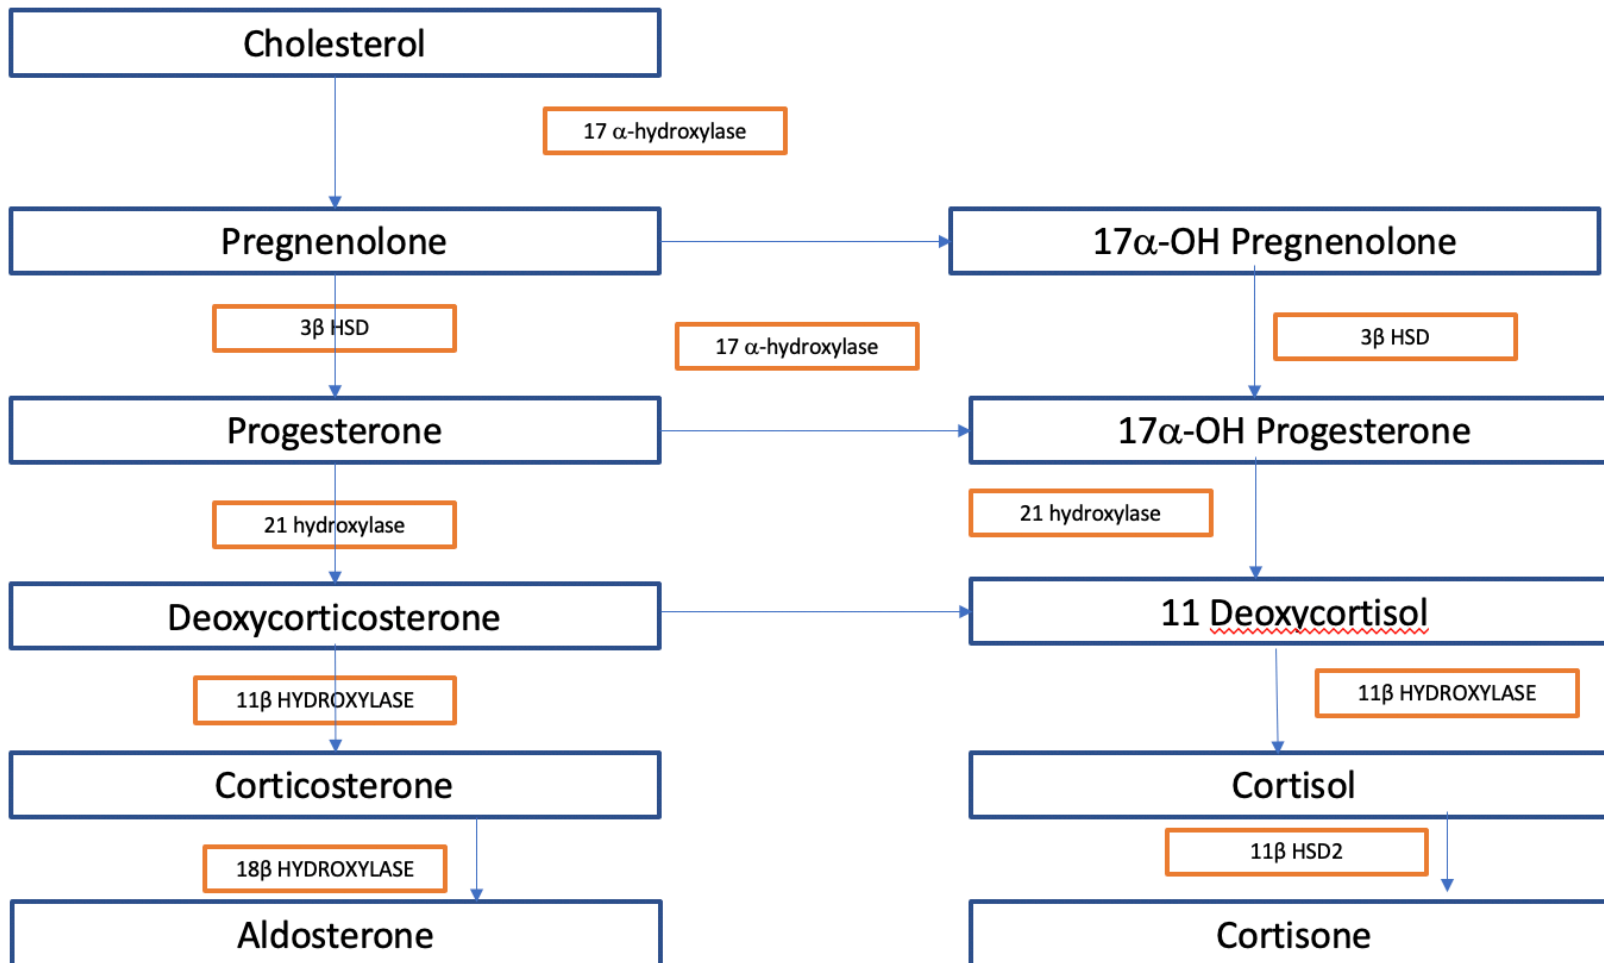 Cholesterol
17 α-hydroxylase
Pregnenolone
17α-OH Pregnenolone
3β HSD
17 α-hydroxylase
3β HSD
Progesterone
17α-OH Progesterone
21 hydroxylase
21 hydroxylase
Deoxycorticosterone
11 Deoxycortisol
11β HYDROXYLASE
11β HYDROXYLASE
Corticosterone
Cortisol
18β HYDROXYLASE
11β HSD2
Aldosterone
Cortisone